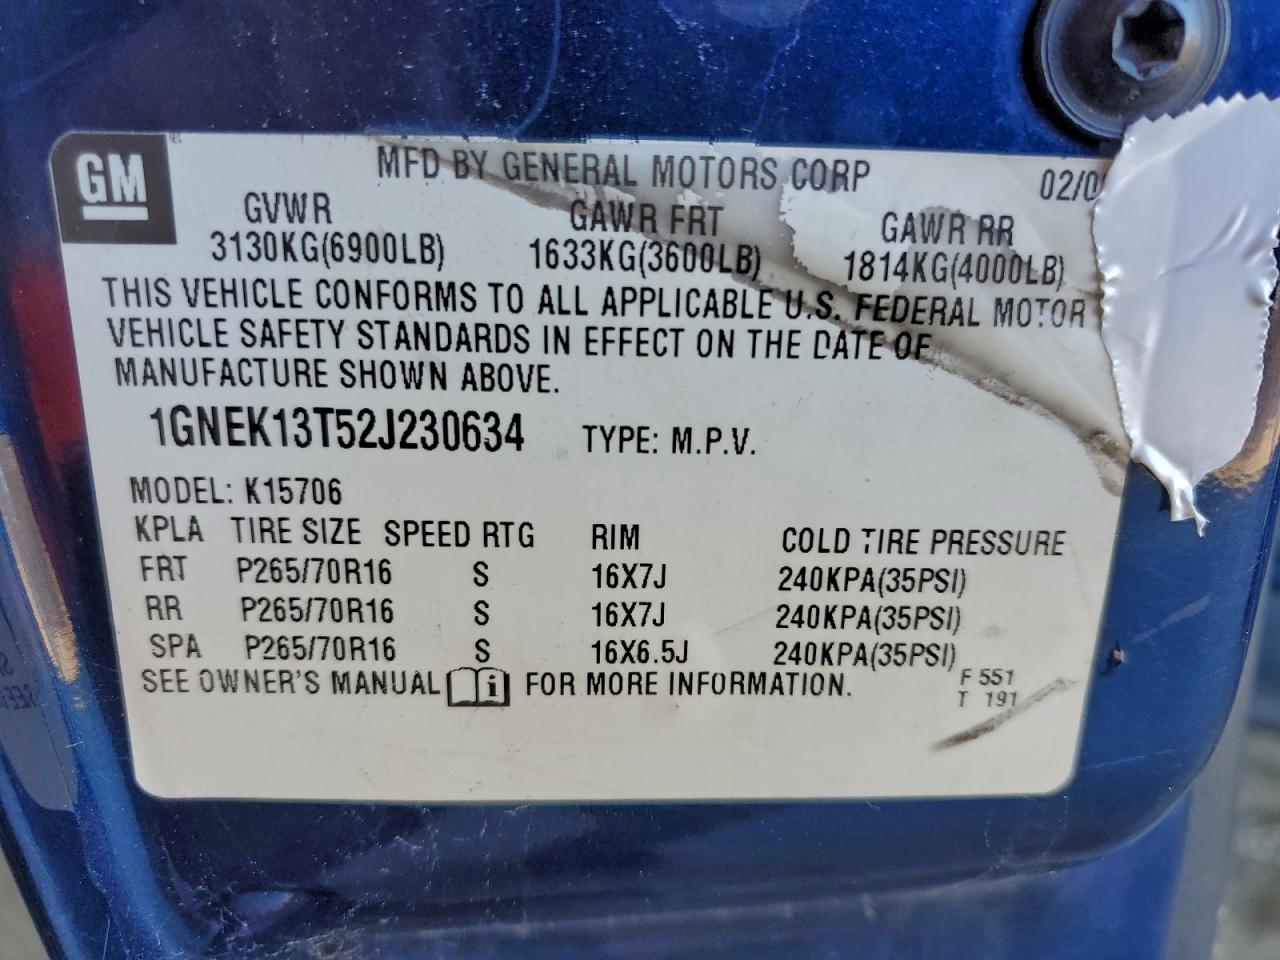 GM
MFD BY GENERAL MOTORS CORP 02/0
GVWR GAWR FRT GAWR RR
3130KG(6900LB) 1633KG(3600LB) 1814KG(4000LB)
THIS VEHICLE CONFORMS TO ALL APPLICABLE U.S. FEDERAL MOTOR
VEHICLE SAFETY STANDARDS IN EFFECT ON THE DATE OF
MANUFACTURE SHOWN ABOVE.
1GNEK13T52J230634 TYPE: M.P.V.
MODEL: K15706
KPLA TIRE SIZE SPEED RTG RIM COLD TIRE PRESSURE
FRT P265/70R16 S 16X7J 240KPA(35PSI)
RR P265/70R16 S 16X7J 240KPA(35PSI)
SPA P265/70R16 S 16X6.5J 240KPA(35PSI)
SEE OWNER'S MANUAL i FOR MORE INFORMATION.
F 551
T 191